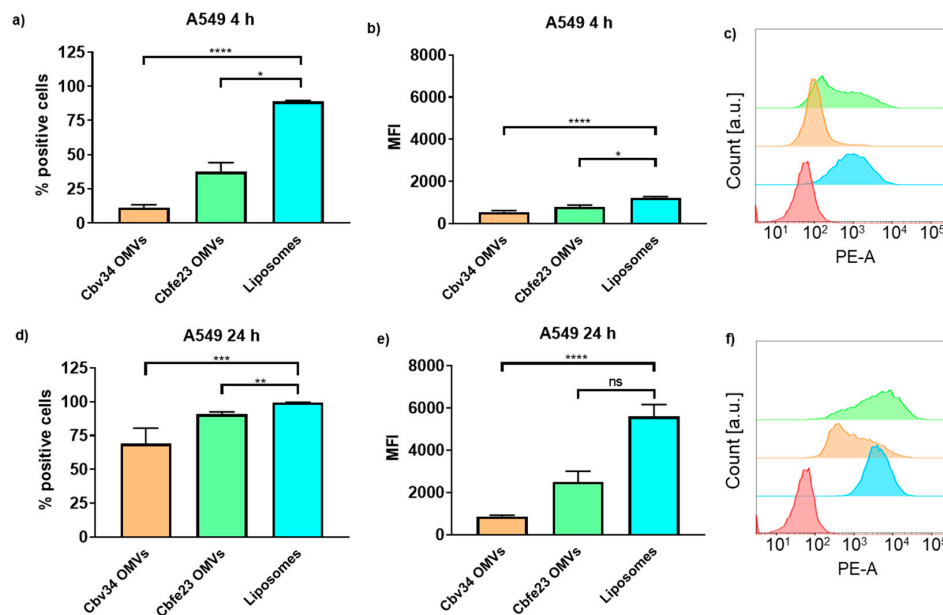 a)
A549 4 h
% positive cells
125
100
75
50
25
0
****
*
Cbv34 OMVs
Cbfe23 OMVs
Liposomes
b)
A549 4 h
MFI
8000
6000
4000
2000
0
****
*
Cbv34 OMVs
Cbfe23 OMVs
Liposomes
c)
Count [a.u.]
10¹ 10² 10³ 10⁴ 10⁵
PE-A
d)
A549 24 h
% positive cells
125
100
75
50
25
0
***
**
Cbv34 OMVs
Cbfe23 OMVs
Liposomes
e)
A549 24 h
MFI
8000
6000
4000
2000
0
****
ns
Cbv34 OMVs
Cbfe23 OMVs
Liposomes
f)
Count [a.u.]
10¹ 10² 10³ 10⁴ 10⁵
PE-A